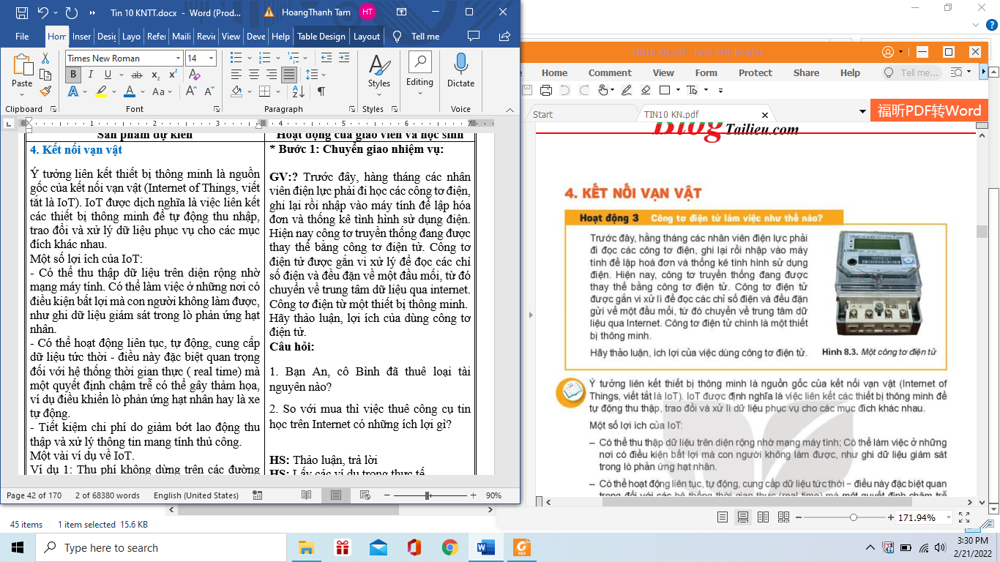 Tin 10 KNTT.docx - Word (Prod...
HoangThanh Tam
HT
File Hom Inser Desig Layo Refer Maili Revie View Deve Help Table Design Layout Tell me
Times New Roman 14
Paste
Styles
Editing
Dictate
Clipboard Font Paragraph Styles Voice
Sản phẩm dự kiến
Hoạt động của giáo viên và học sinh
4. Kết nối vạn vật
Ý tưởng liên kết thiết bị thông minh là nguồn
gốc của kết nối vạn vật (Internet of Things, viết
tắt là IoT). IoT được dịch nghĩa là việc liên kết
các thiết bị thông minh để tự động thu nhập,
trao đổi và xử lý dữ liệu phục vụ cho các mục
đích khác nhau.
Một số lợi ích của IoT:
- Có thể thu thập dữ liệu trên diện rộng nhờ
mạng máy tính. Có thể làm việc ở những nơi có
điều kiện bất lợi mà con người không làm được,
như ghi dữ liệu giám sát trong lò phản ứng hạt
nhân.
- Có thể hoạt động liên tục, tự động, cung cấp
dữ liệu tức thời - điều này đặc biệt quan trọng
đối với hệ thống thời gian thực ( real time) mà
một quyết định chậm trễ có thể gây thảm họa,
ví dụ điều khiển lò phản ứng hạt nhân hay là xe
tự động.
- Tiết kiệm chi phí do giảm bớt lao động thu
thập và xử lý thông tin mang tính thủ công.
Một vài ví dụ về IoT.
Ví dụ 1: Thu phí không dừng trên các đường
* Bước 1: Chuyển giao nhiệm vụ:
GV:? Trước đây, hàng tháng các nhân
viên điện lực phải đi học các công tơ điện,
ghi lại rồi nhập vào máy tính để lập hóa
đơn và thống kê tình hình sử dụng điện.
Hiện nay công tơ truyền thống đang được
thay thế bằng công tơ điện tử. Công tơ
điện tử được gắn vi xử lý để đọc các chỉ
số điện và đều đặn về một đầu mối, từ đó
chuyển về trung tâm dữ liệu qua internet.
Công tơ điện từ một thiết bị thông minh.
Hãy thảo luận, lợi ích của dùng công tơ
điện tử.
Câu hỏi:
1. Bạn An, cô Bình đã thuê loại tài
nguyên nào?
2. So với mua thì việc thuê công cụ tin
học trên Internet có những ích lợi gì?
HS: Thảo luận, trả lời
HS: Lấy các ví dụ trong thực tế
Page 42 of 170 2 of 68380 words English (United States) 90%
45 items 1 item selected 15.6 KB
TIN10 KN.pdf - Foxit PDF Reader
Home Comment View Form Protect Share Help Tell me...
Start
TIN10 KN.pdf
福昕PDF转Word
Blog Tailieu.com
4. KẾT NỐI VẠN VẬT
Hoạt động 3 Công tơ điện tử làm việc như thế nào?
Trước đây, hằng tháng các nhân viên điện lực phải
đi đọc các công tơ điện, ghi lại rồi nhập vào máy
tính để lập hoá đơn và thống kê tình hình sử dụng
điện. Hiện nay, công tơ truyền thống đang được
thay thế bằng công tơ điện tử. Công tơ điện tử
được gắn vi xử lí để đọc các chỉ số điện và đều đặn
gửi về một đầu mối, từ đó chuyển về trung tâm dữ
liệu qua Internet. Công tơ điện tử chính là một thiết
bị thông minh.
Hãy thảo luận, ích lợi của việc dùng công tơ điện tử.
Hình 8.3. Một công tơ điện tử
Ý tưởng liên kết thiết bị thông minh là nguồn gốc của kết nối vạn vật (Internet of
Things, viết tắt là IoT). IoT được định nghĩa là việc liên kết các thiết bị thông minh để
tự động thu thập, trao đổi và xử lí dữ liệu phục vụ cho các mục đích khác nhau.
Một số lợi ích của IoT:
– Có thể thu thập dữ liệu trên diện rộng nhờ mạng máy tính; Có thể làm việc ở những
nơi có điều kiện bất lợi mà con người không làm được, như ghi dữ liệu giám sát
trong lò phản ứng hạt nhân.
– Có thể hoạt động liên tục, tự động, cung cấp dữ liệu tức thời – điều này đặc biệt quan
trọng đối với các hệ thống thời gian thực (real time) mà một quyết định chậm trễ
171.94%
Type here to search
3:30 PM
2/21/2022